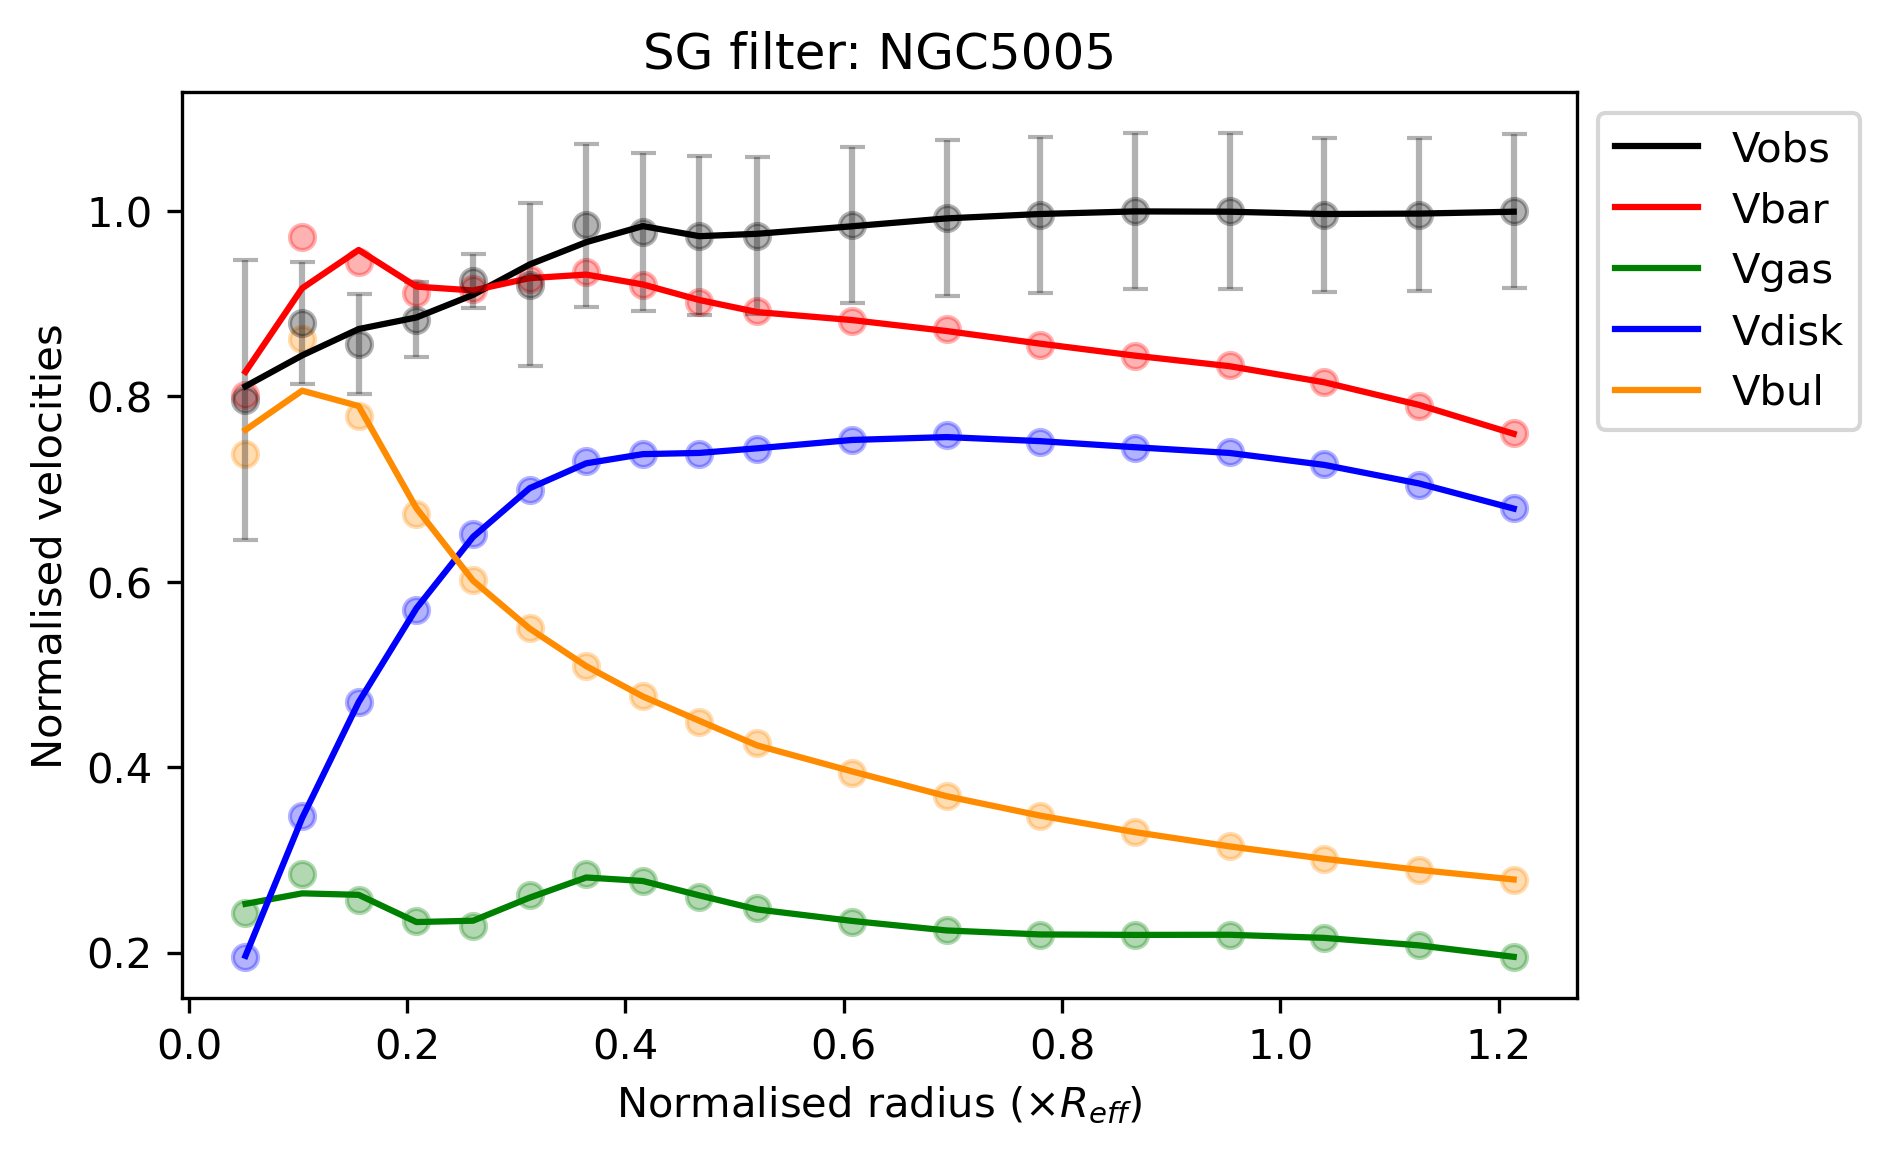 SG filter: NGC5005
Normalised velocities
1.0
0.8
0.6
0.4
0.2
0.0 0.2 0.4 0.6 0.8 1.0 1.2
Normalised radius (×R_eff)
Vobs
Vbar
Vgas
Vdisk
Vbul